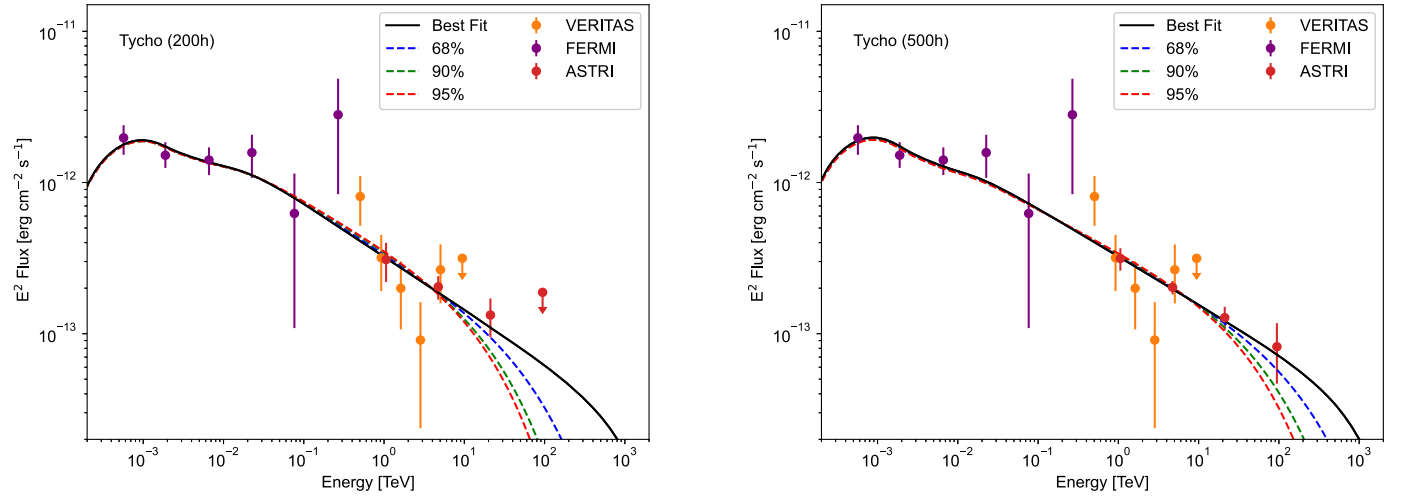 Tycho (200h)
Best Fit
68%
90%
95%
VERITAS
FERMI
ASTRI
10⁻¹¹
10⁻¹²
10⁻¹³
E² Flux [erg cm⁻² s⁻¹]
10⁻³
10⁻²
10⁻¹
10⁰
10¹
10²
10³
Energy [TeV]
Tycho (500h)
Best Fit
68%
90%
95%
VERITAS
FERMI
ASTRI
10⁻¹¹
10⁻¹²
10⁻¹³
E² Flux [erg cm⁻² s⁻¹]
10⁻³
10⁻²
10⁻¹
10⁰
10¹
10²
10³
Energy [TeV]